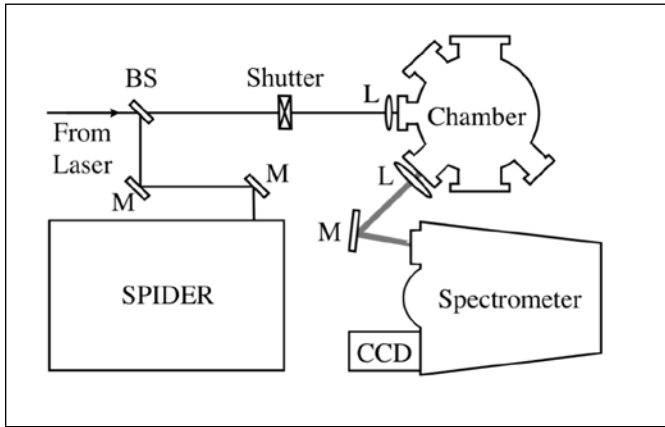 BS
Shutter
L
From
Laser
Chamber
M
M
L
M
SPIDER
Spectrometer
CCD